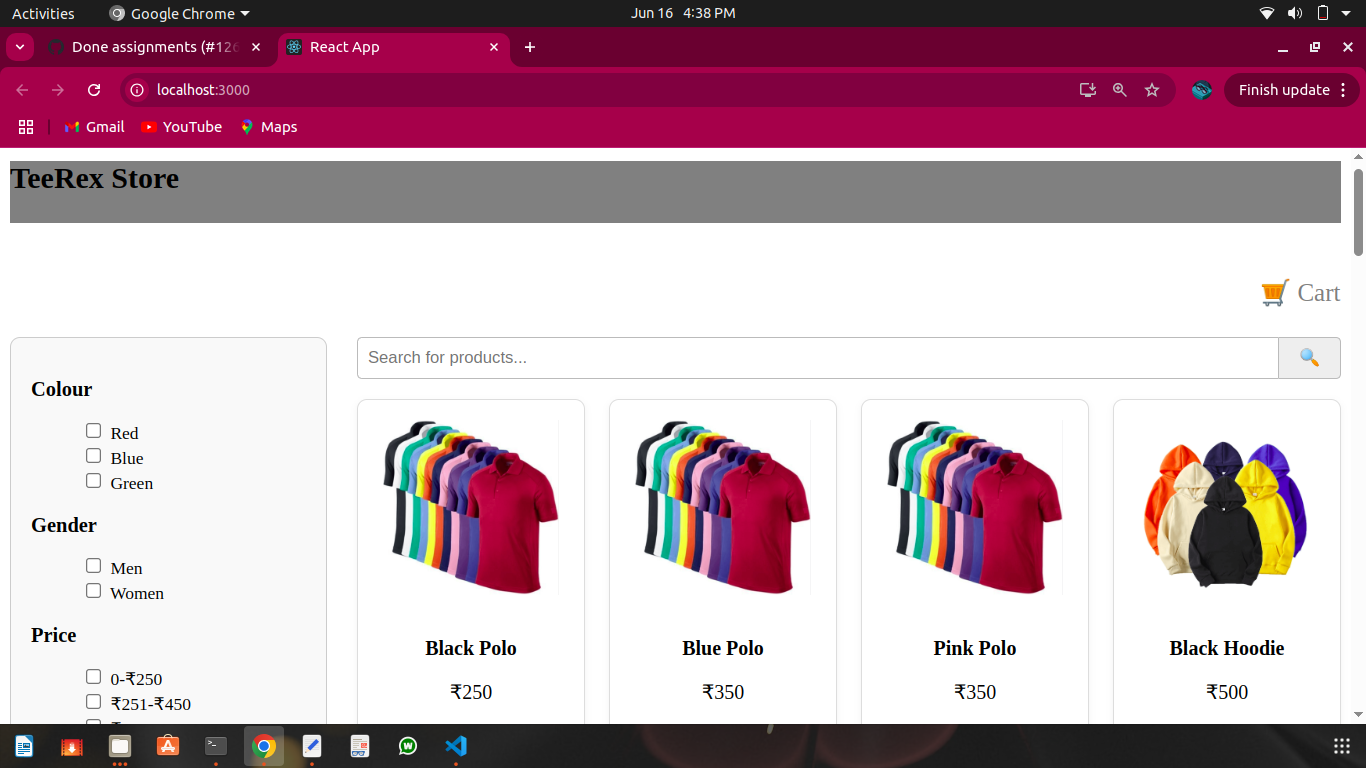 Activities Google Chrome Jun 16 4:38 PM
Done assignments (#126 React App
localhost:3000 Finish update
Gmail YouTube Maps
TeeRex Store
Cart
Search for products...
Colour
Red
Blue
Green
Gender
Men
Women
Price
0-₹250
₹251-₹450
Black Polo
₹250
Blue Polo
₹350
Pink Polo
₹350
Black Hoodie
₹500